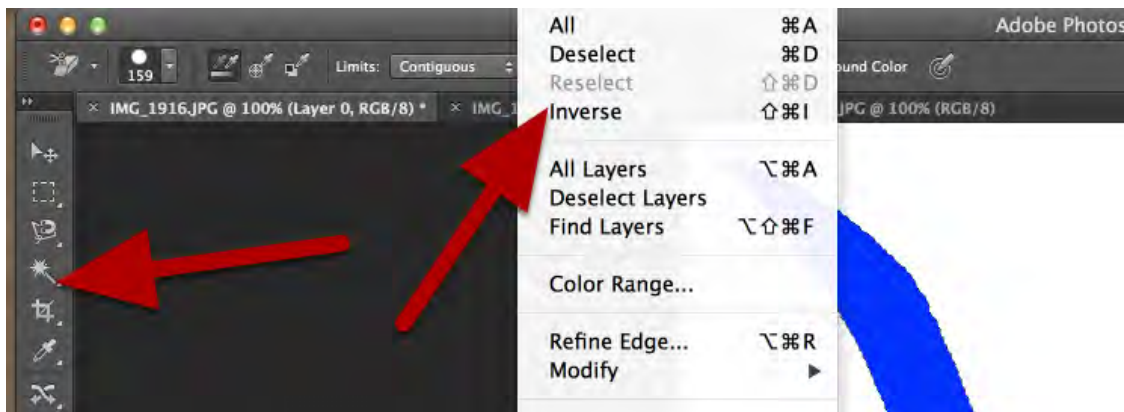 Adobe Photos
159
Limits: Contiguous
und Color
× IMG_1916.JPG @ 100% (Layer 0, RGB/8) *
× IMG_1
JPG @ 100% (RGB/8)
All ⌘A
Deselect ⌘D
Reselect ⇧⌘D
Inverse ⇧⌘I
All Layers ⌥⌘A
Deselect Layers
Find Layers ⌥⇧⌘F
Color Range...
Refine Edge... ⌥⌘R
Modify ▶